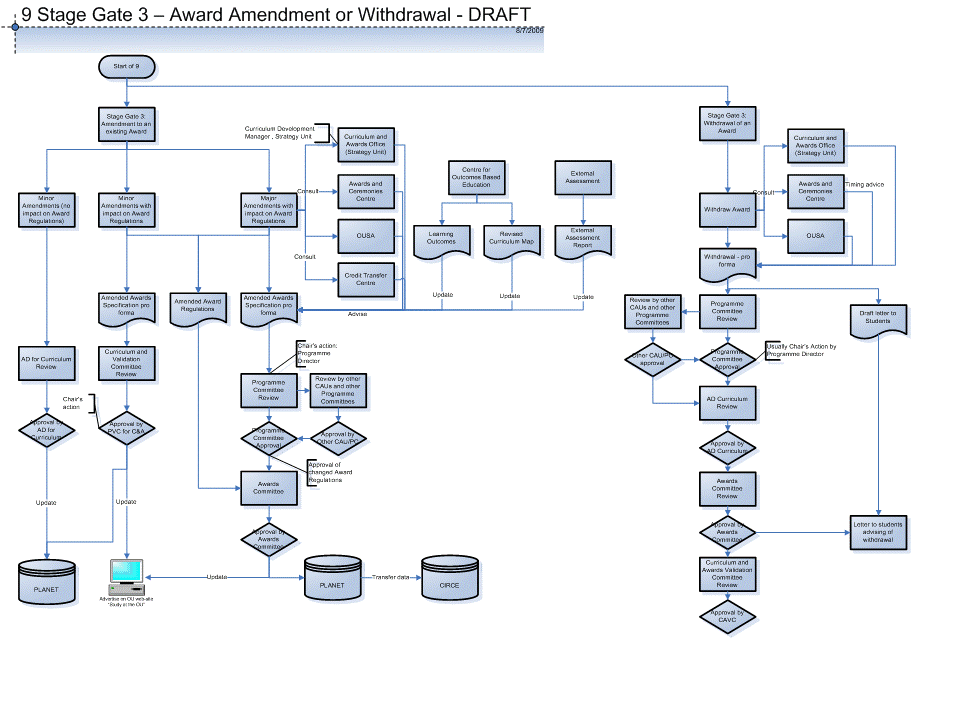 9 Stage Gate 3 – Award Amendment or Withdrawal - DRAFT
8/7/2009
Start of 9
Stage Gate 3:
Amendment to an
existing Award
Curriculum Development
Manager , Strategy Unit
Curriculum and
Awards Office
(Strategy Unit)
Stage Gate 3:
Withdrawal of an
Award
Curriculum and
Awards Office
(Strategy Unit)
Minor
Amendments (no
impact on Award
Regulations)
Minor
Amendments with
impact on Award
Regulations
Major
Amendments with
impact on Award
Regulations
Consult
Awards and
Ceremonies
Centre
OUSA
Consult
Credit Transfer
Centre
Centre for
Outcomes Based
Education
External
Assessment
Learning
Outcomes
Revised
Curriculum Map
External
Assessment
Report
Update
Update
Update
Advise
Withdraw Award
Consult
Awards and
Ceremonies
Centre
Timing advice
OUSA
Withdrawal - pro
forma
Amended Awards
Specification pro
forma
Amended Award
Regulations
Amended Awards
Specification pro
forma
Review by other
CAUs and other
Programme
Committees
Programme
Committee
Review
Draft letter to
Students
AD for Curriculum
Review
Curriculum and
Validation
Committee
Review
Chair's action:
Programme
Director
Other CAU/PC
approval
Programme
Committee
Approval
Usually Chair's Action by
Programme Director
Programme
Committee
Review
Review by other
CAUs and other
Programme
Committees
AD Curriculum
Review
Chair's
action
Approval by
AD for
Curriculum
Approval by
PVC for C&A
Programme
Committee
Approval
Approval by
Other CAU/PC
Approval by
AD Curriculum
Approval of
changed Award
Regulations
Awards
Committee
Awards
Committee
Review
Update
Update
Approval by
Awards
Committee
Approval by
Awards
Committee
Letter to students
advising of
withdrawal
PLANET
Advertise on OU web-site
"Study at the OU"
Update
PLANET
Transfer data
CIRCE
Curriculum and
Awards Validation
Committee
Review
Approval by
CAVC